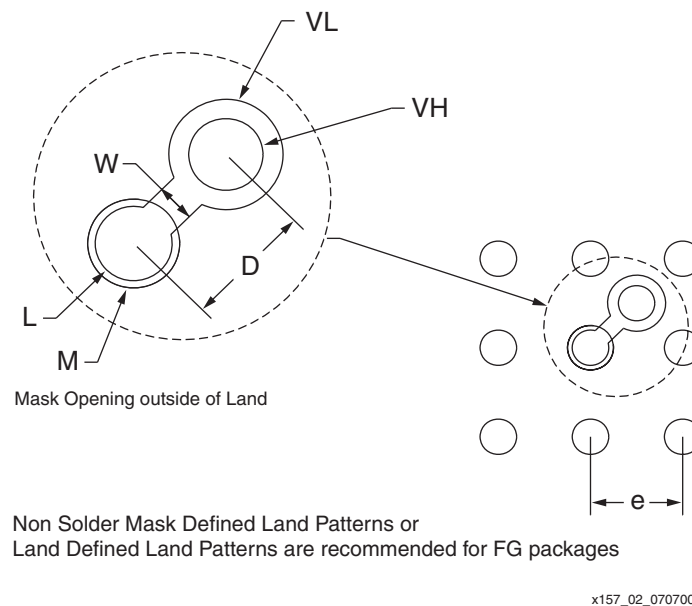 VL
VH
W
D
L
M
Mask Opening outside of Land
e
Non Solder Mask Defined Land Patterns or
Land Defined Land Patterns are recommended for FG packages
x157_02_070700